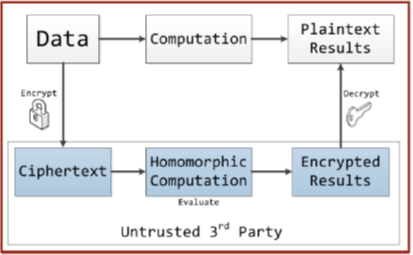 Data
Computation
Plaintext
Results
Encrypt
Decrypt
Ciphertext
Homomorphic
Computation
Encrypted
Results
Evaluate
Untrusted 3rd Party